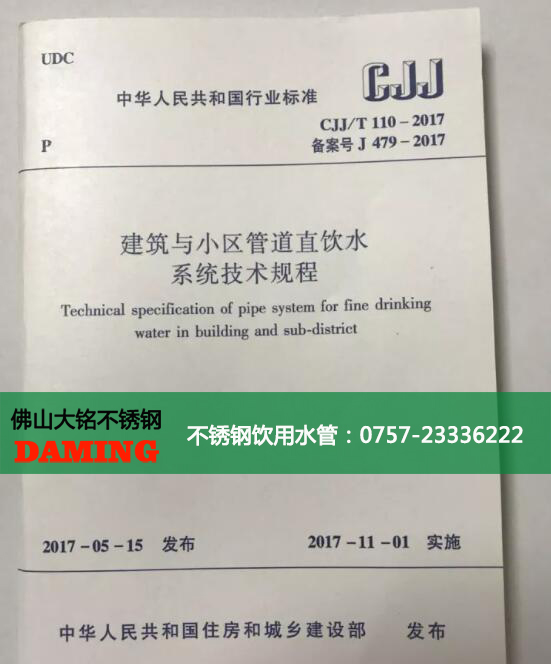 UDC
中华人民共和国行业标准
CJJ
CJJ/T 110-2017
P
备案号 J 479-2017
建筑与小区管道直饮水
系统技术规程
Technical specification of pipe system for fine drinking
water in building and sub-district
佛山大铭不锈钢
DAMING
不锈钢饮用水管：0757-23336222
2017-05-15 发布
2017-11-01 实施
中华人民共和国住房和城乡建设部 发布